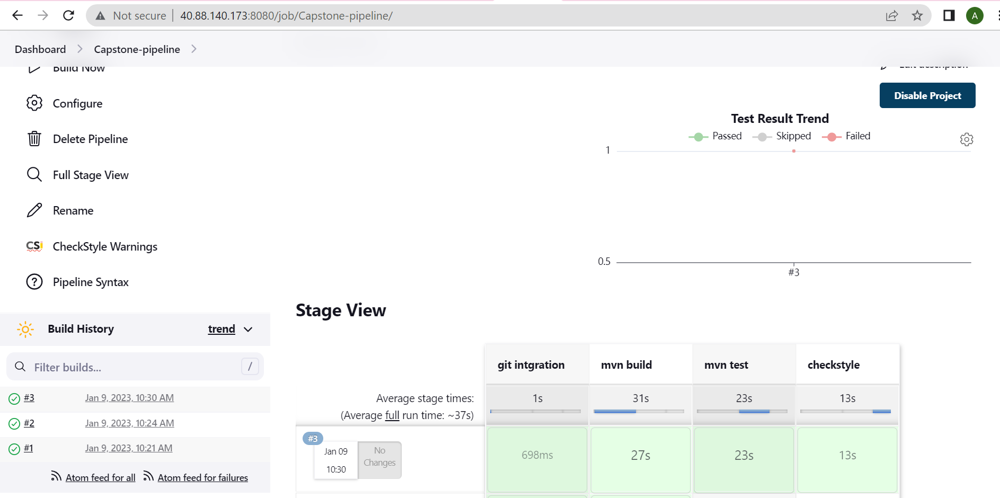 Not secure
40.88.140.173:8080/job/Capstone-pipeline/
A
Dashboard
Capstone-pipeline
Build Now
Edit description
Configure
Disable Project
Delete Pipeline
Full Stage View
Rename
CS!
CheckStyle Warnings
Pipeline Syntax
Test Result Trend
Passed
Skipped
Failed
1
0.5
#3
Build History
trend
Filter builds...
/
#3
Jan 9, 2023, 10:30 AM
#2
Jan 9, 2023, 10:24 AM
#1
Jan 9, 2023, 10:21 AM
Atom feed for all
Atom feed for failures
Stage View
git intgration
mvn build
mvn test
checkstyle
Average stage times:
1s
31s
23s
13s
(Average full run time: ~37s)
#3
Jan 09
10:30
No
Changes
698ms
27s
23s
13s